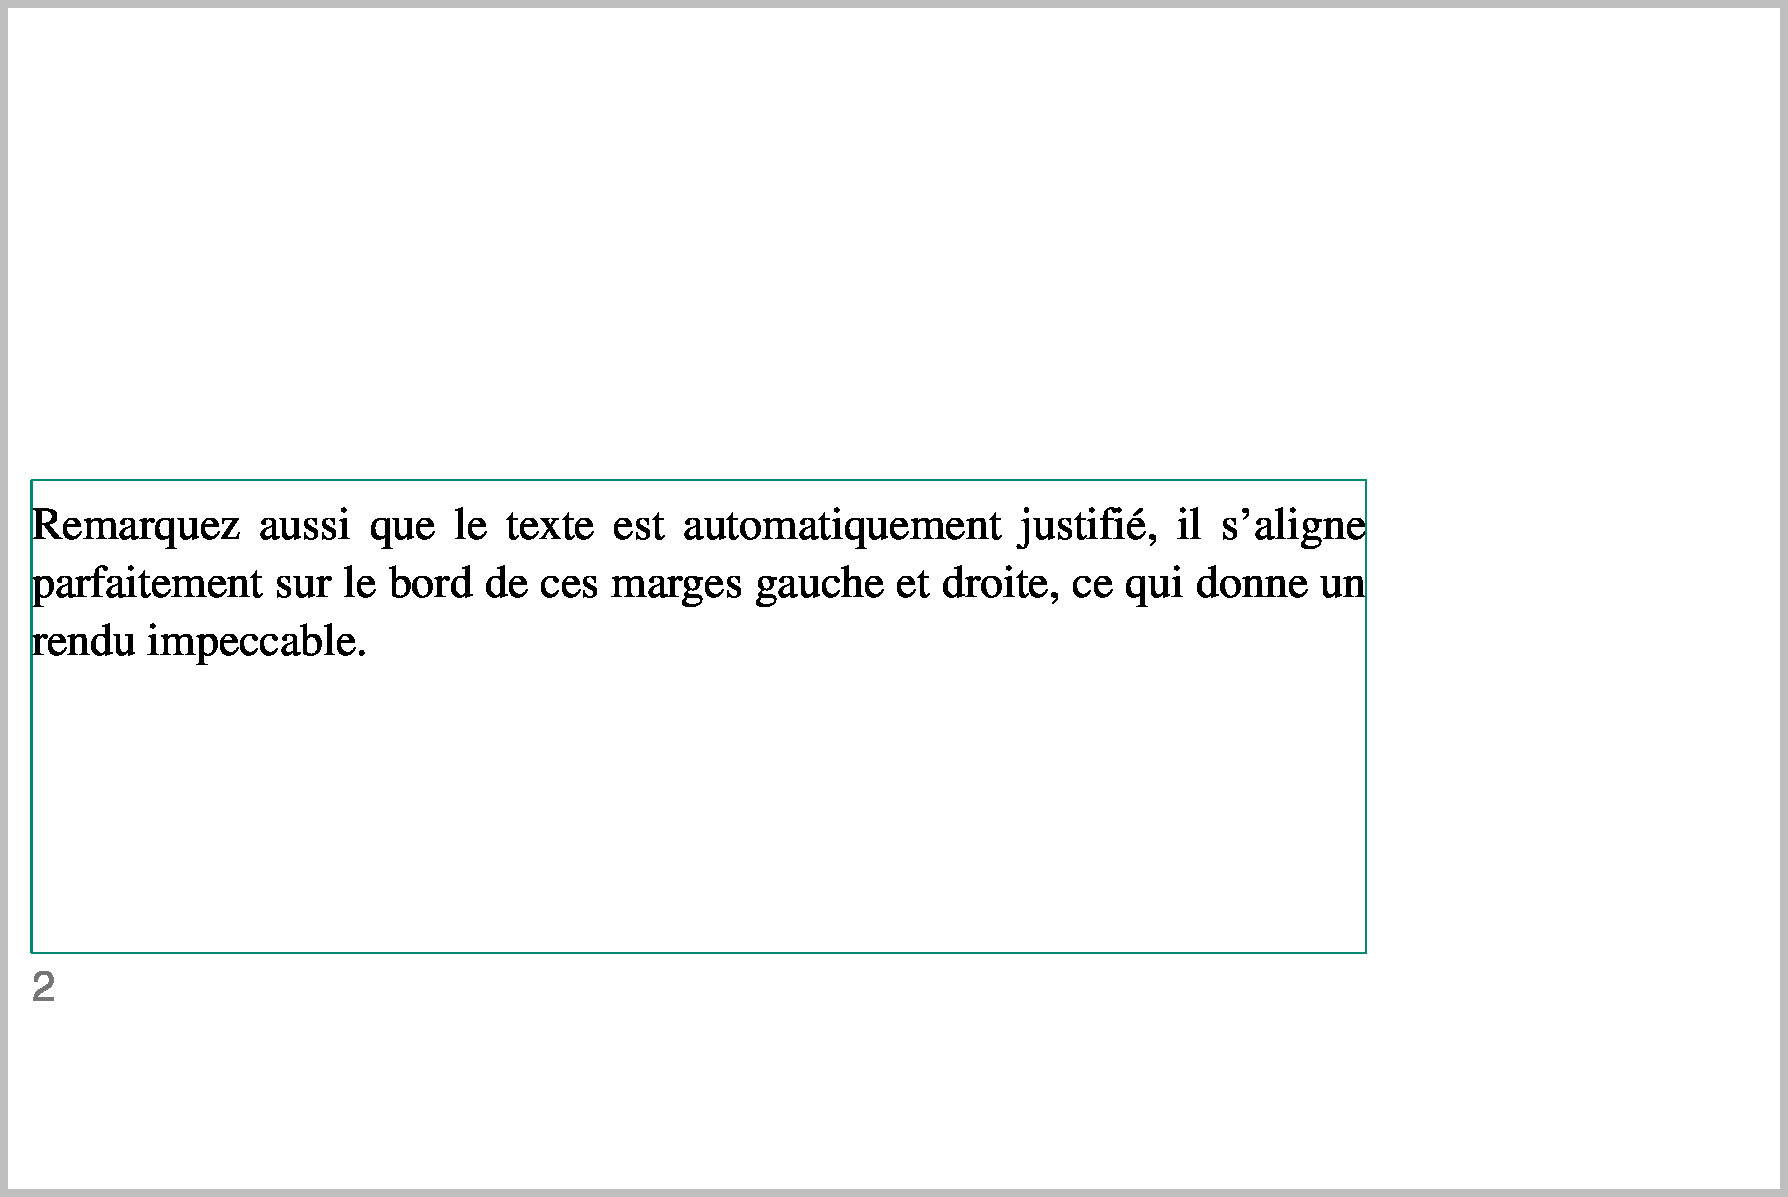 Remarquez aussi que le texte est automatiquement justifié, il s’aligne
parfaitement sur le bord de ces marges gauche et droite, ce qui donne un
rendu impeccable.
2